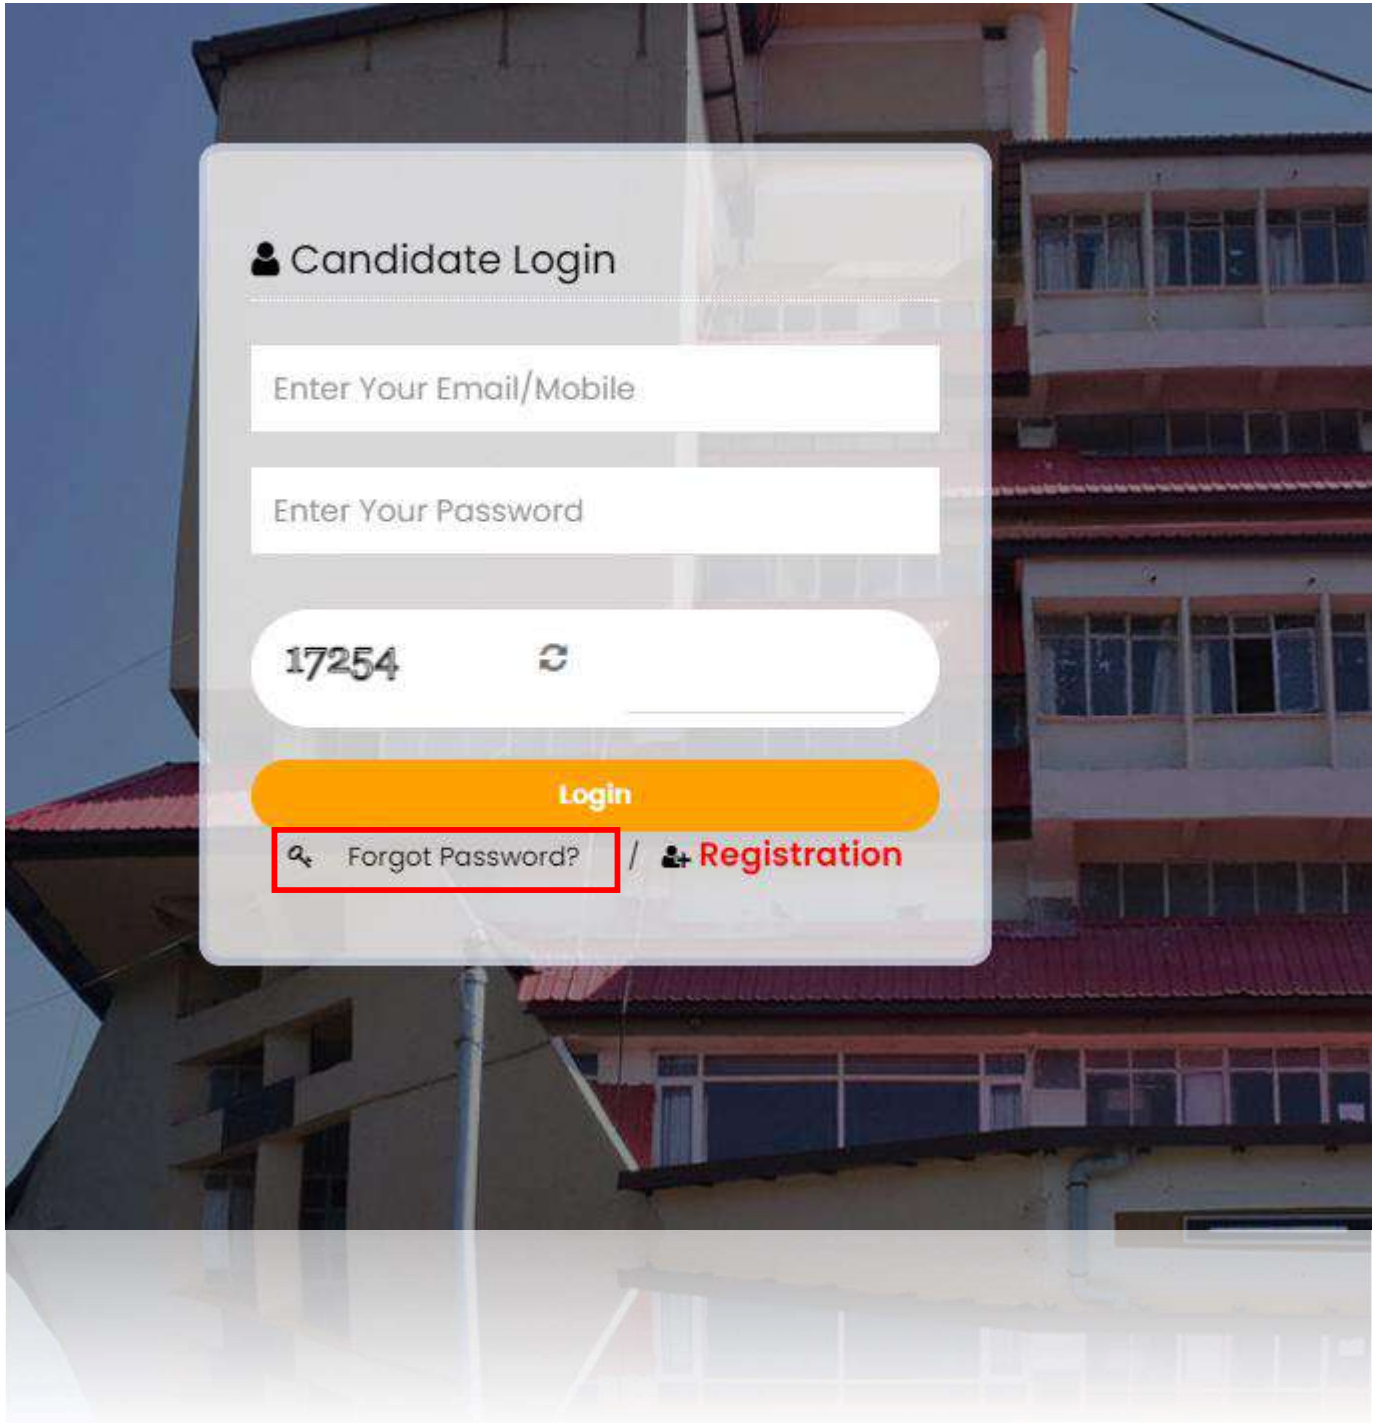 Candidate Login
Enter Your Email/Mobile
Enter Your Password
17254
Login
Forgot Password? / Registration